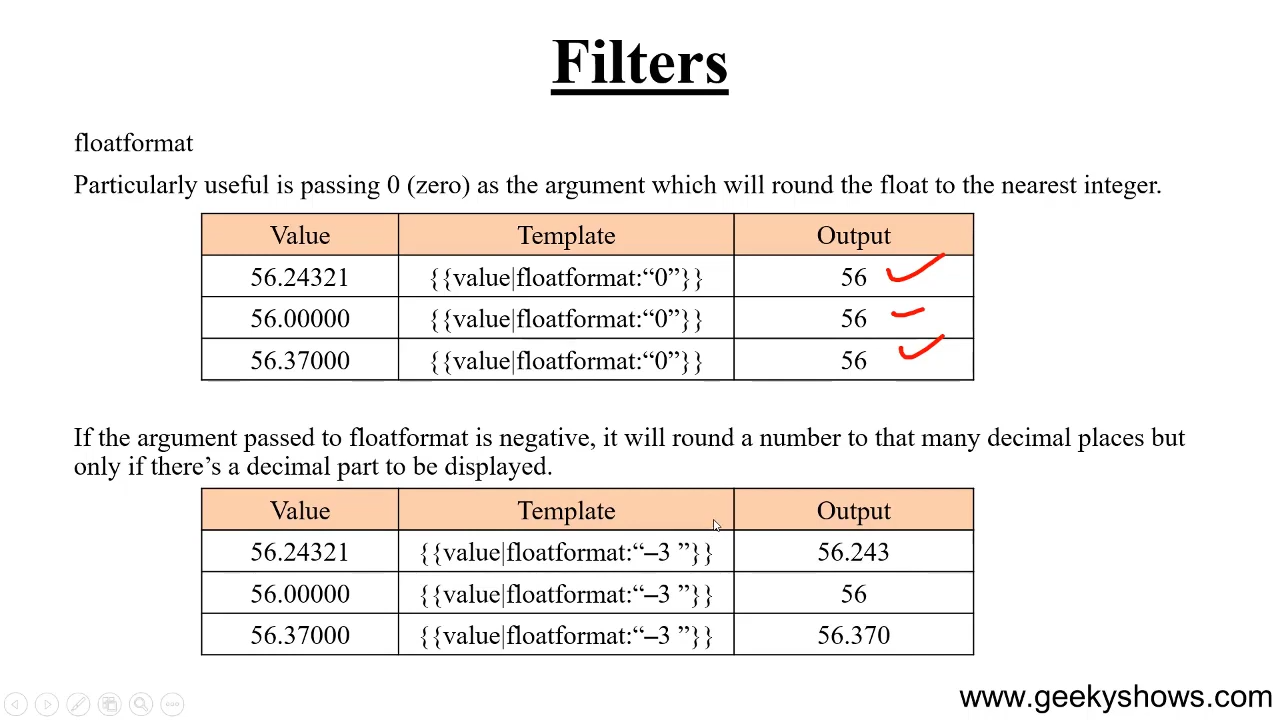 Filters
floatformat
Particularly useful is passing 0 (zero) as the argument which will round the float to the nearest integer.
Value Template Output
56.24321 {{value|floatformat:“0”}} 56
56.00000 {{value|floatformat:“0”}} 56
56.37000 {{value|floatformat:“0”}} 56
If the argument passed to floatformat is negative, it will round a number to that many decimal places but
only if there’s a decimal part to be displayed.
Value Template Output
56.24321 {{value|floatformat:“–3 ”}} 56.243
56.00000 {{value|floatformat:“–3 ”}} 56
56.37000 {{value|floatformat:“–3 ”}} 56.370
www.geekyshows.com